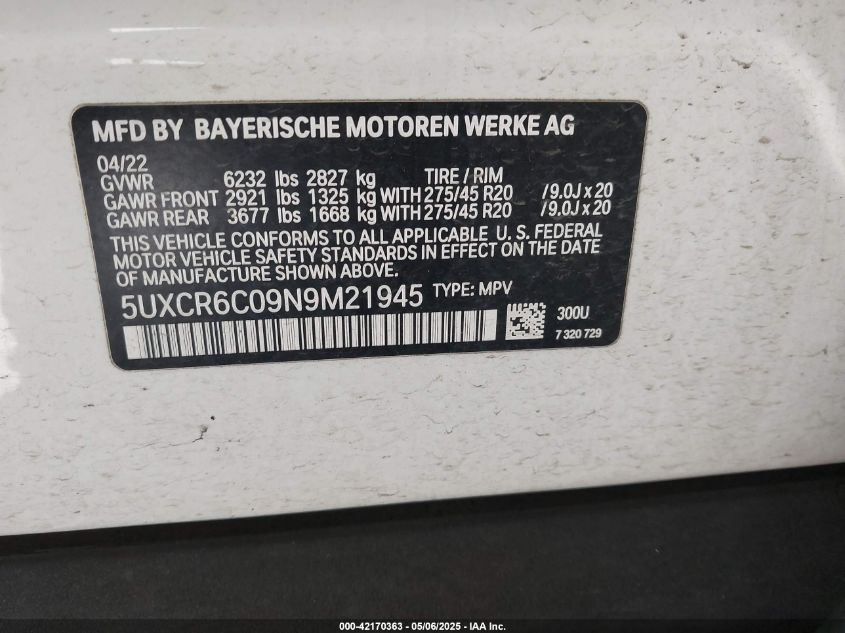 MFD BY BAYERISCHE MOTOREN WERKE AG
04/22
GVWR 6232 lbs 2827 kg TIRE / RIM
GAWR FRONT 2921 lbs 1325 kg WITH 275/45 R20 /9.0J x 20
GAWR REAR 3677 lbs 1668 kg WITH 275/45 R20 /9.0J x 20
THIS VEHICLE CONFORMS TO ALL APPLICABLE U. S. FEDERAL
MOTOR VEHICLE SAFETY STANDARDS IN EFFECT ON THE DATE
OF MANUFACTURE SHOWN ABOVE.
5UXCR6C09N9M21945 TYPE: MPV
300U
7 320 729
000-42170363 — 05/06/2025 - IAA Inc.